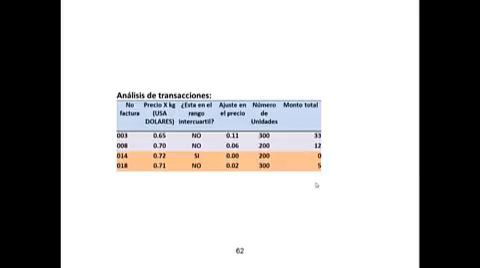 Análisis de transacciones:
No factura Precio X kg (USA DOLARES) ¿Esta en el rango intercuartil? Ajuste en el precio Número de Unidades Monto total
003 0.65 NO 0.11 300 33
008 0.70 NO 0.06 200 12
014 0.72 SI 0.00 200 0
018 0.71 NO 0.02 300 5
62